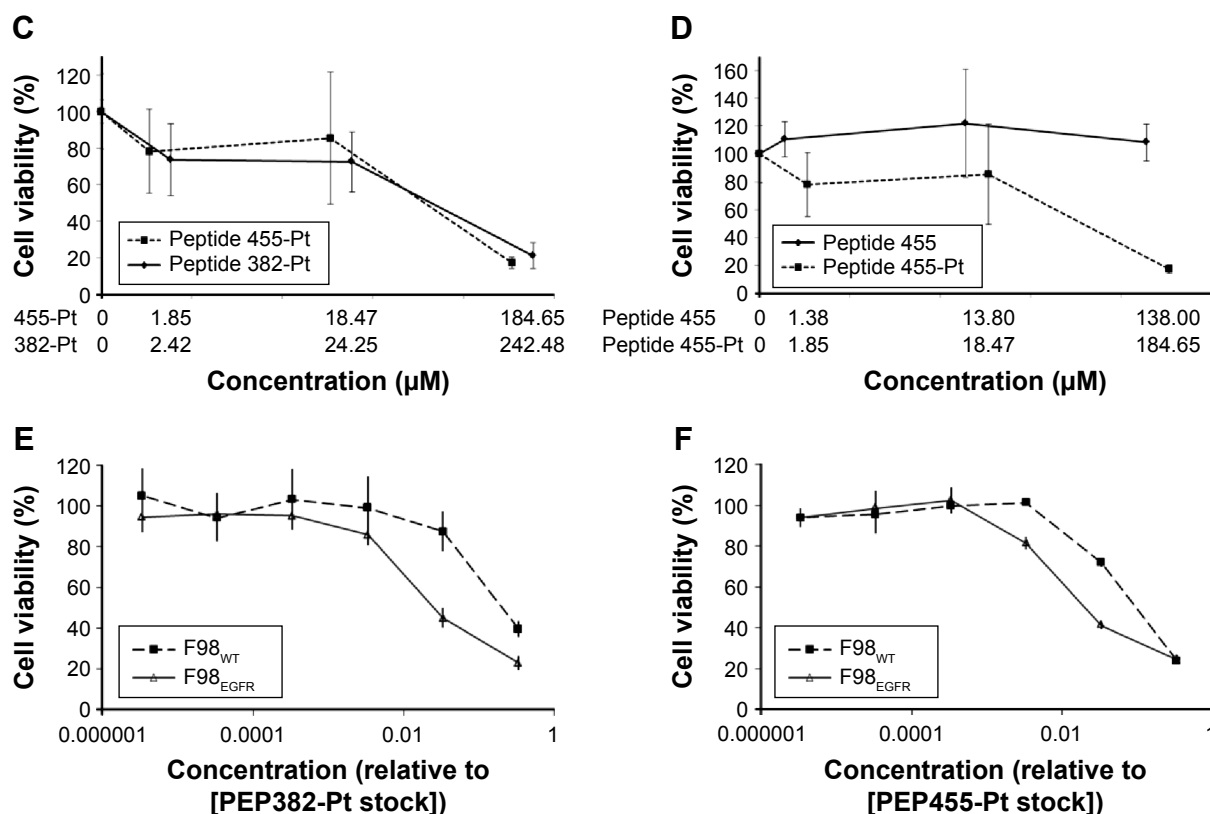 C
Cell viability (%)
120
100
80
60
40
20
0
Peptide 455-Pt
Peptide 382-Pt
455-Pt 0 1.85 18.47 184.65
382-Pt 0 2.42 24.25 242.48
Concentration (µM)
D
Cell viability (%)
160
140
120
100
80
60
40
20
0
Peptide 455
Peptide 455-Pt
Peptide 455 0 1.38 13.80 138.00
Peptide 455-Pt 0 1.85 18.47 184.65
Concentration (µM)
E
Cell viability (%)
120
100
80
60
40
20
0
F98WT
F98EGFR
0.000001 0.0001 0.01 1
Concentration (relative to
[PEP382-Pt stock])
F
Cell viability (%)
120
100
80
60
40
20
0
F98WT
F98EGFR
0.000001 0.0001 0.01 1
Concentration (relative to
[PEP455-Pt stock])